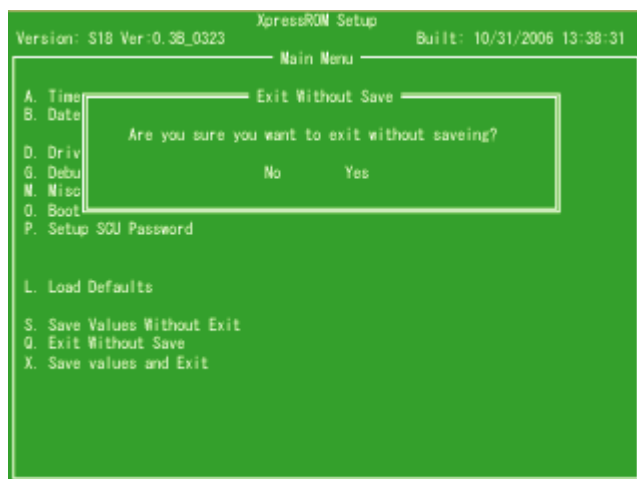 XpressROM Setup
Version: S18 Ver:0.3B_0323 Built: 10/31/2006 13:38:31
Main Menu
A. Time
Exit Without Save
B. Date
Are you sure you want to exit without saveing?
D. Driv
G. Debu
No Yes
M. Misc
O. Boot
P. Setup SCU Password
L. Load Defaults
S. Save Values Without Exit
Q. Exit Without Save
X. Save values and Exit